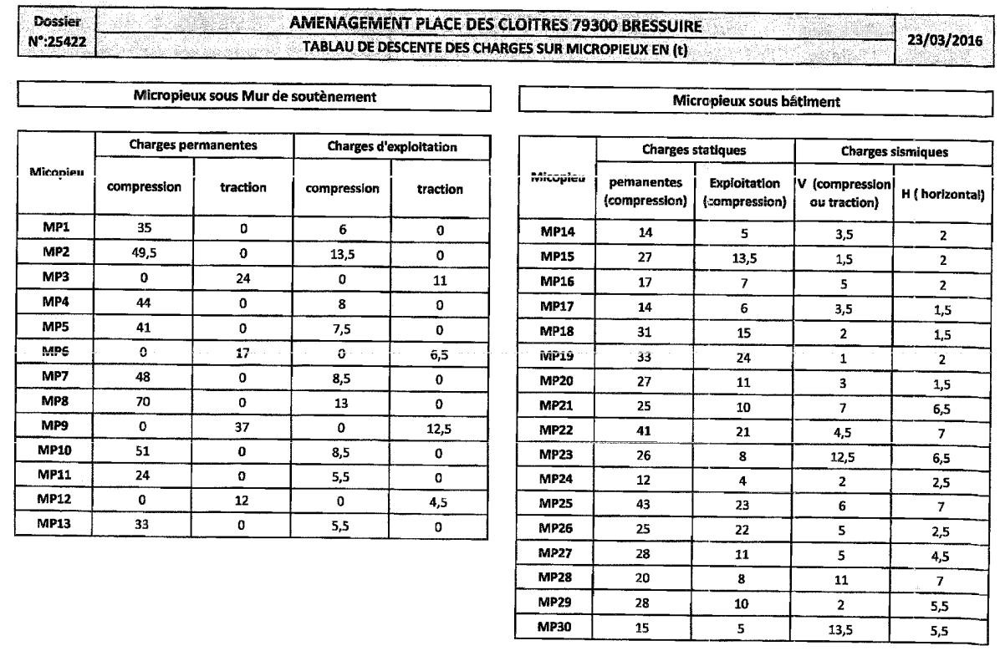 Dossier
N°:25422
AMENAGEMENT PLACE DES CLOITRES 79300 BRESSUIRE
TABLAU DE DESCENTE DES CHARGES SUR MICROPIEUX EN (t)
23/03/2016
Micropieux sous Mur de soutènement
Micopieu Charges permanentes Charges d'exploitation
compression traction compression traction
MP1 35 0 6 0
MP2 49,5 0 13,5 0
MP3 0 24 0 11
MP4 44 0 8 0
MP5 41 0 7,5 0
MP6 0 17 0 6,5
MP7 48 0 8,5 0
MP8 70 0 13 0
MP9 0 37 0 12,5
MP10 51 0 8,5 0
MP11 24 0 5,5 0
MP12 0 12 0 4,5
MP13 33 0 5,5 0
Micropieux sous bâtiment
Micopieu Charges statiques Charges sismiques
pemanentes (compression) Exploitation (compression) V (compression ou traction) H ( horizontal)
MP14 14 5 3,5 2
MP15 27 13,5 1,5 2
MP16 17 7 5 2
MP17 14 6 3,5 1,5
MP18 31 15 2 1,5
MP19 33 24 1 2
MP20 27 11 3 1,5
MP21 25 10 7 6,5
MP22 41 21 4,5 7
MP23 26 8 12,5 6,5
MP24 12 4 2 2,5
MP25 43 23 6 7
MP26 25 22 5 2,5
MP27 28 11 5 4,5
MP28 20 8 11 7
MP29 28 10 2 5,5
MP30 15 5 13,5 5,5